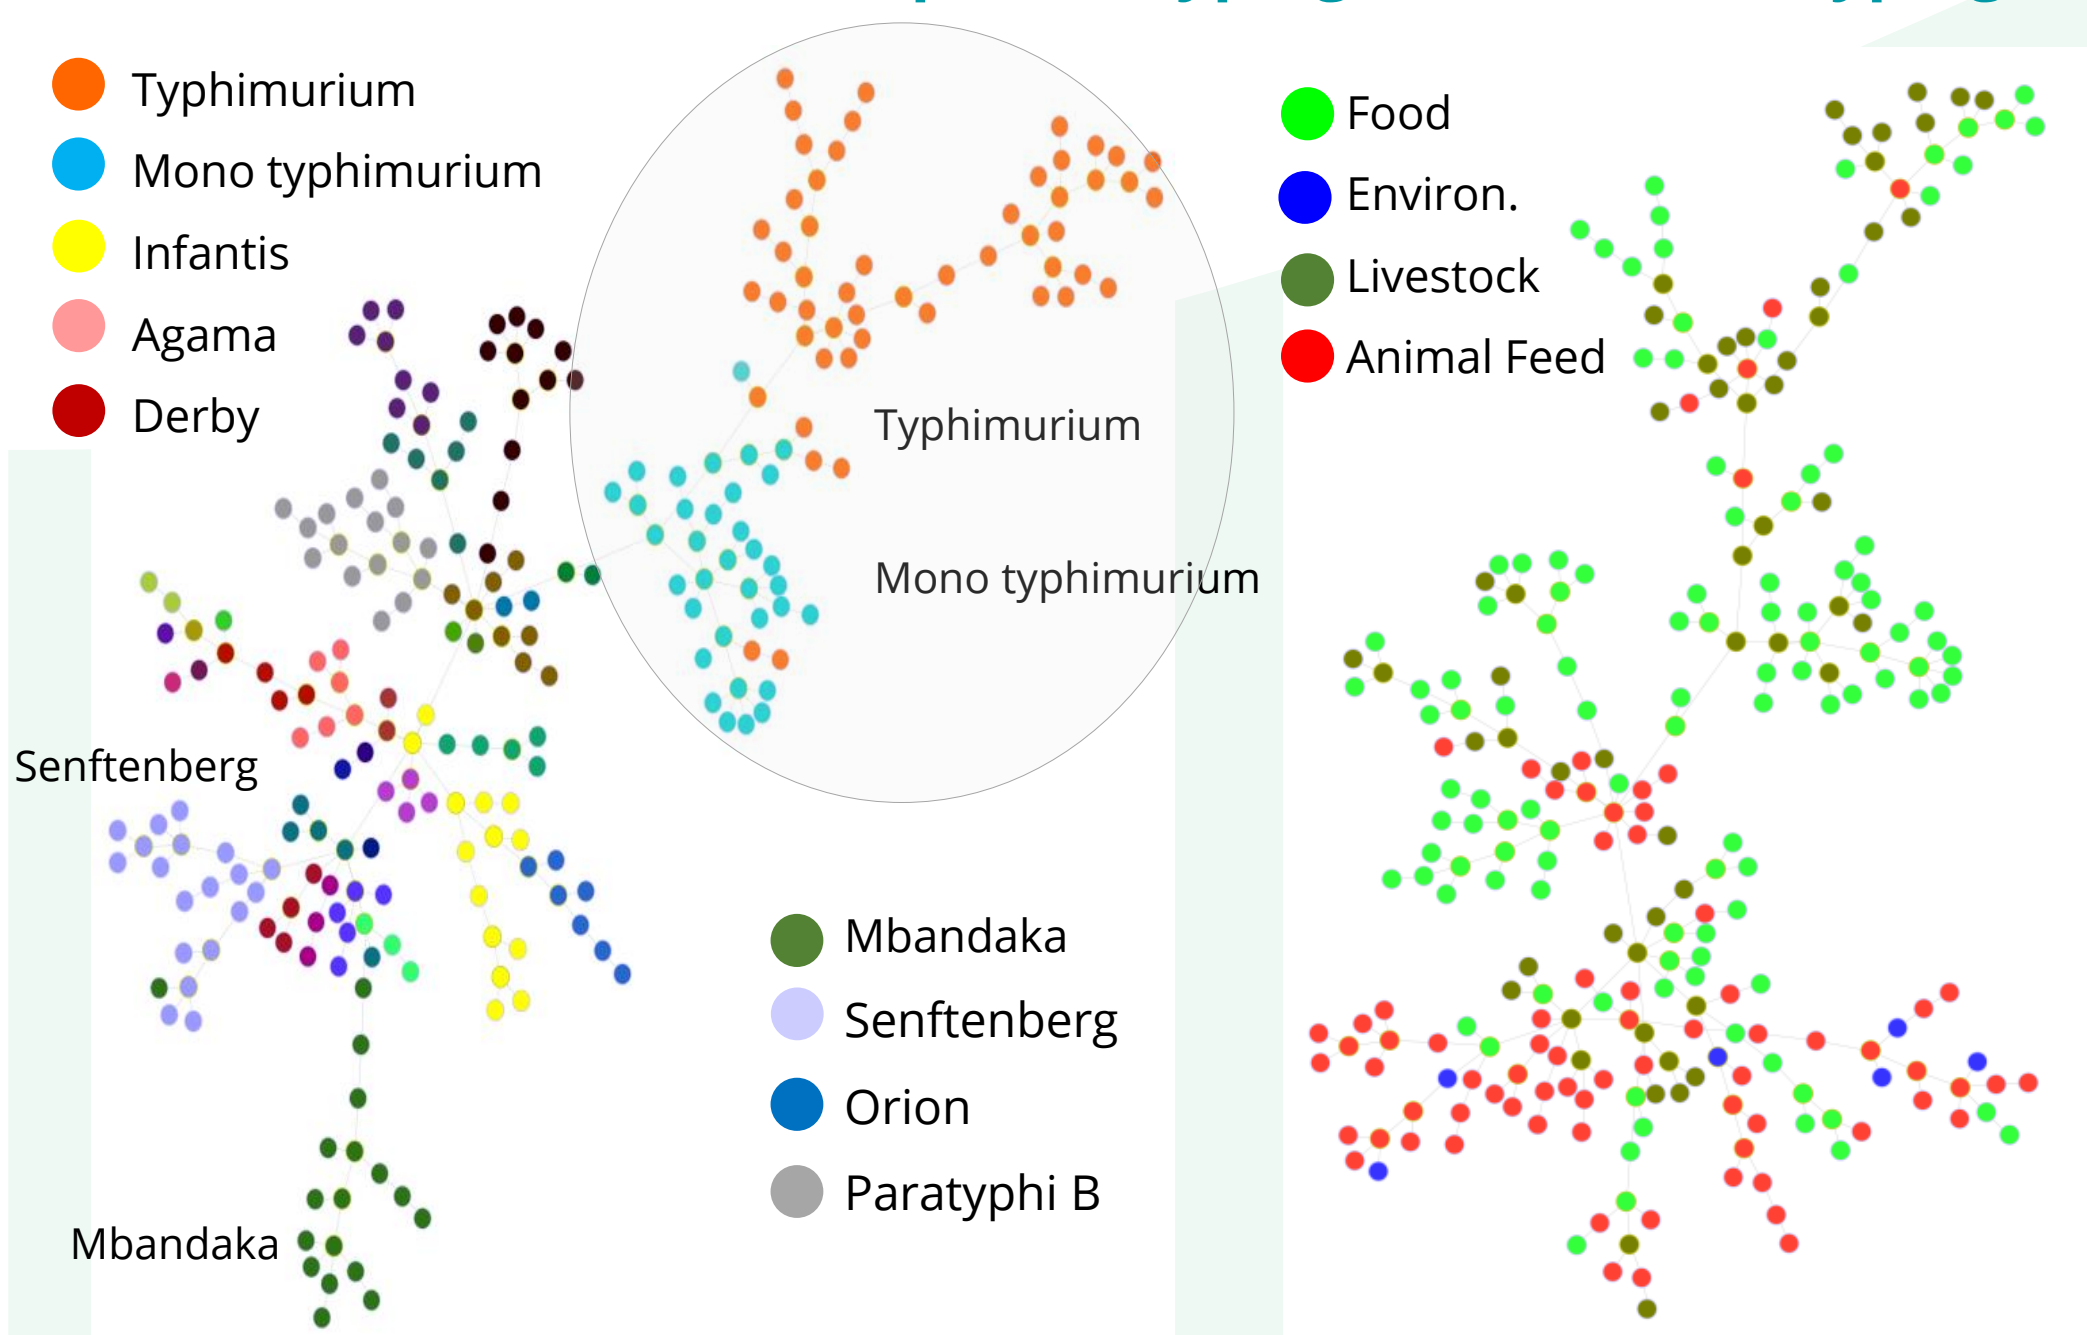 Typhimurium
Mono typhimurium
Infantis
Agama
Derby
Typhimurium
Mono typhimurium
Senftenberg
Mbandaka
Mbandaka
Senftenberg
Orion
Paratyphi B
Food
Environ.
Livestock
Animal Feed